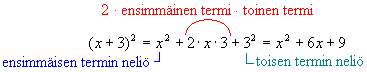 2 · ensimmäinen termi · toinen termi
(x + 3)² = x² + 2 · x · 3 + 3² = x² + 6x + 9
ensimmäisen termin neliö
toisen termin neliö